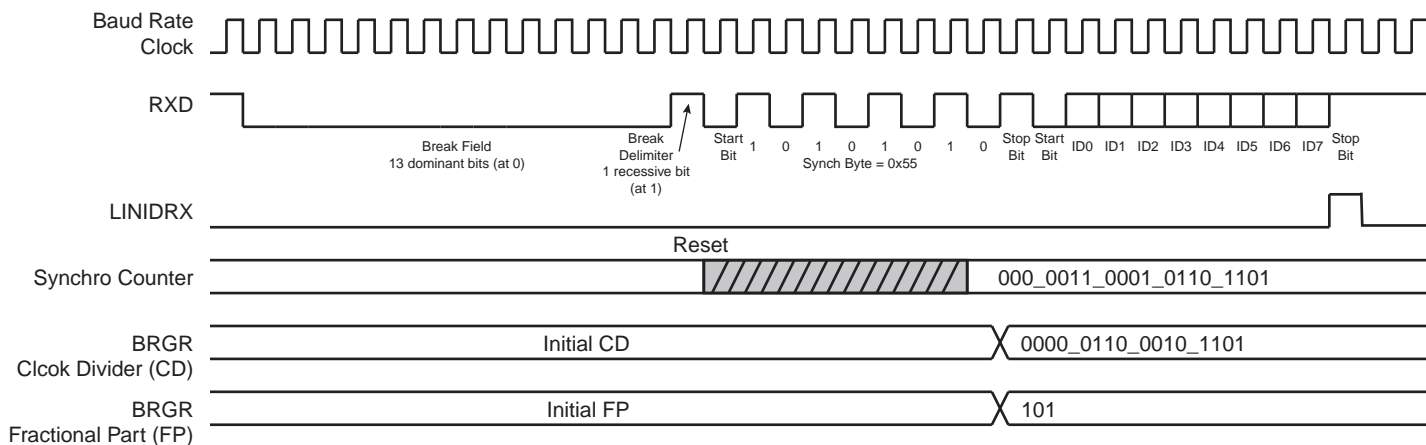 Baud Rate
Clock
RXD
Break Field
13 dominant bits (at 0)
Break
Delimiter
1 recessive bit
(at 1)
Start
Bit
1 0 1 0 1 0 1 0
Synch Byte = 0x55
Stop
Bit
Start
Bit
ID0 ID1 ID2 ID3 ID4 ID5 ID6 ID7
Stop
Bit
LINIDRX
Reset
Synchro Counter
000_0011_0001_0110_1101
BRGR
Clcok Divider (CD)
Initial CD
0000_0110_0010_1101
BRGR
Fractional Part (FP)
Initial FP
101